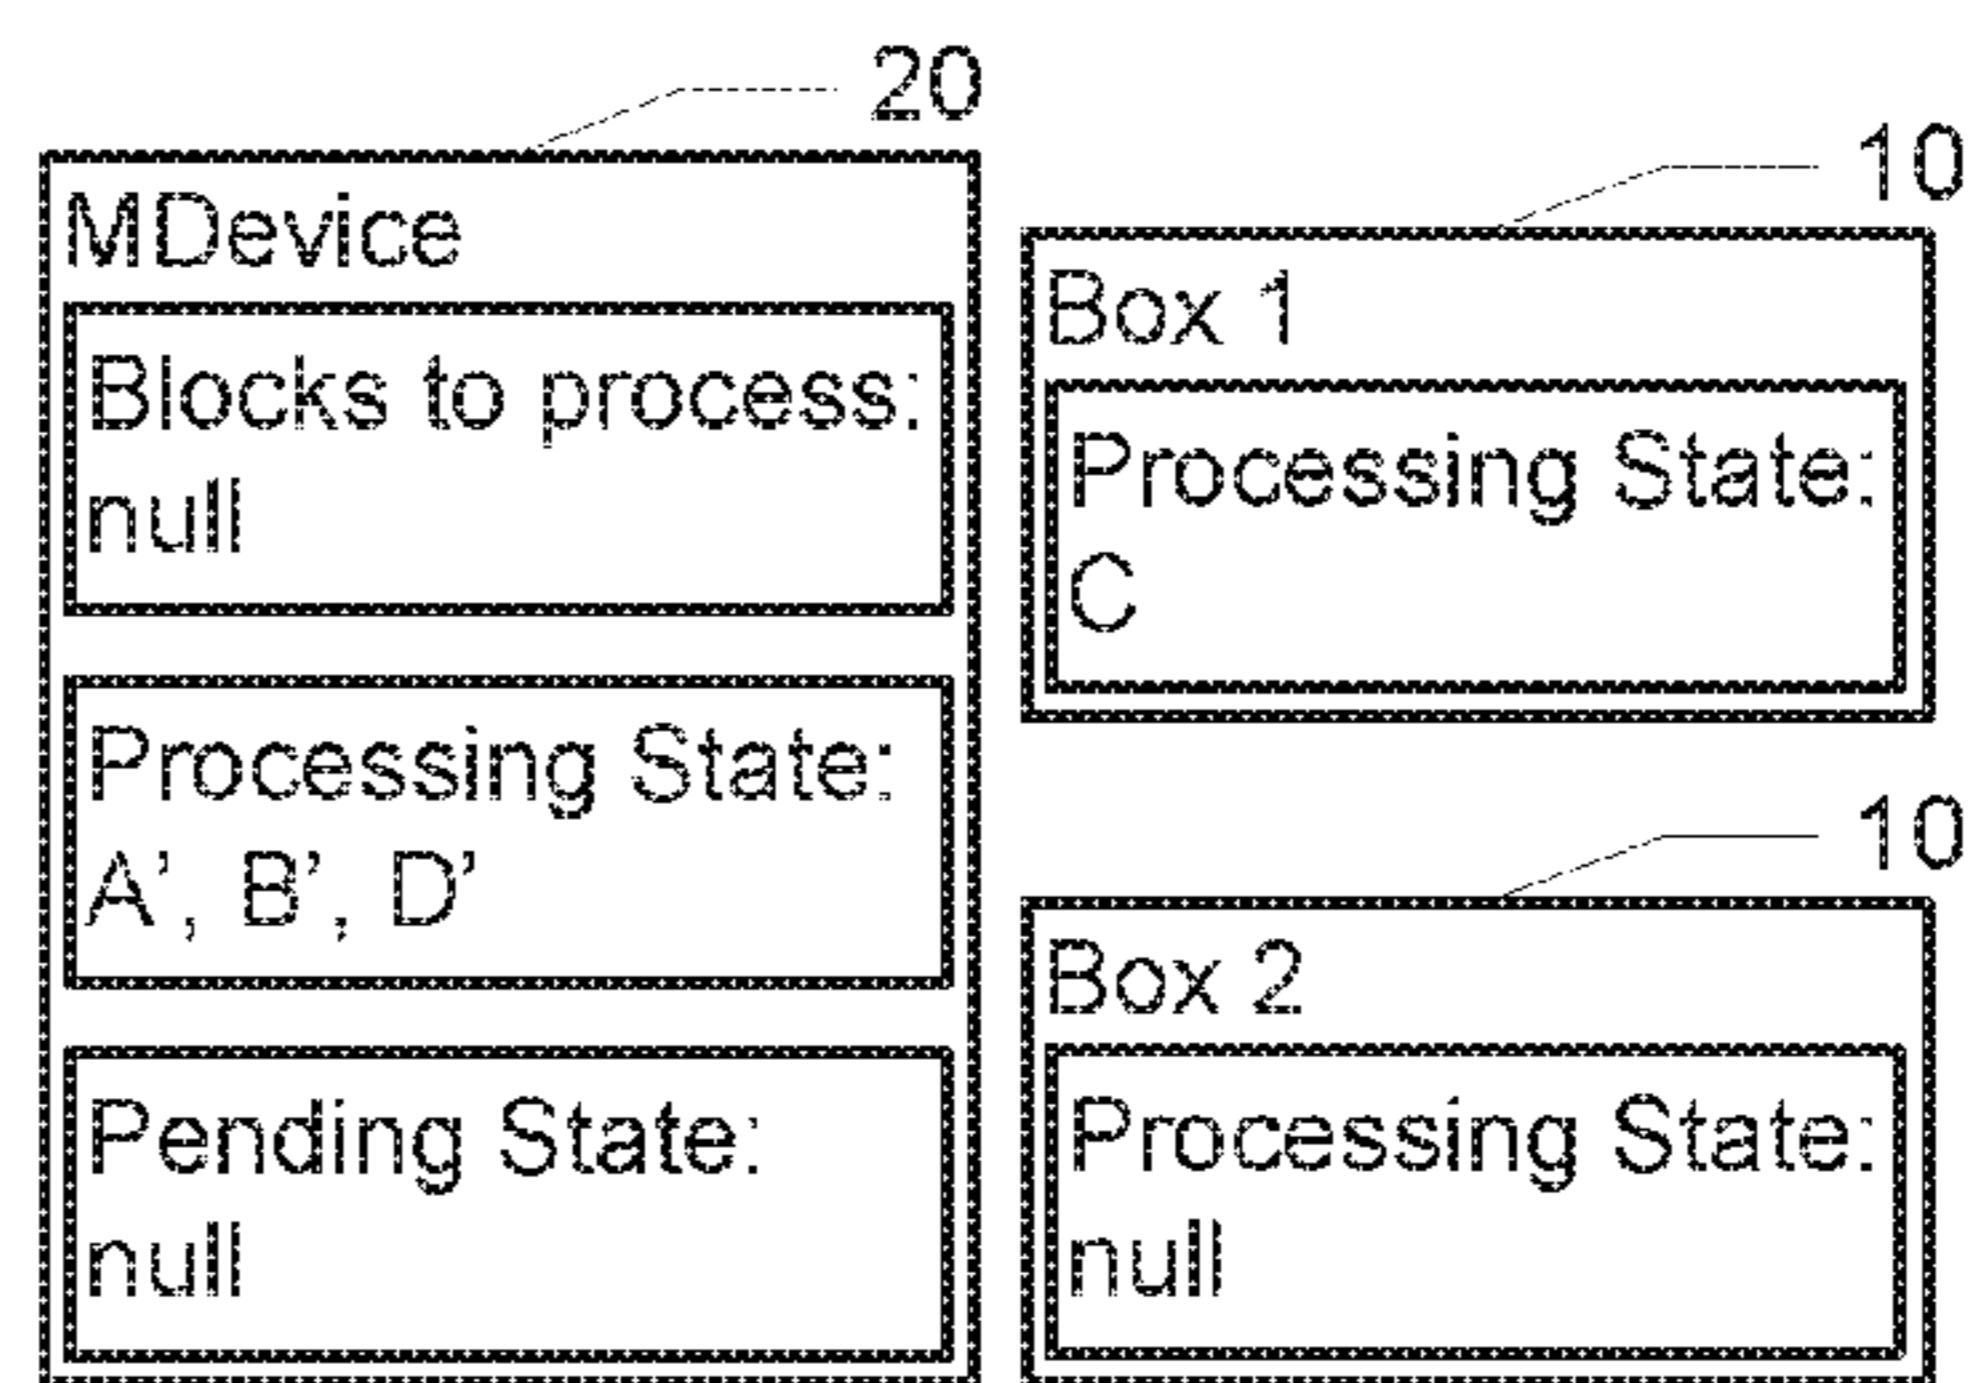 20
MDevice
Blocks to process:
null
Processing State:
A’, B’, D’
Pending State:
null
10
Box 1
Processing State:
C
10
Box 2
Processing State:
null